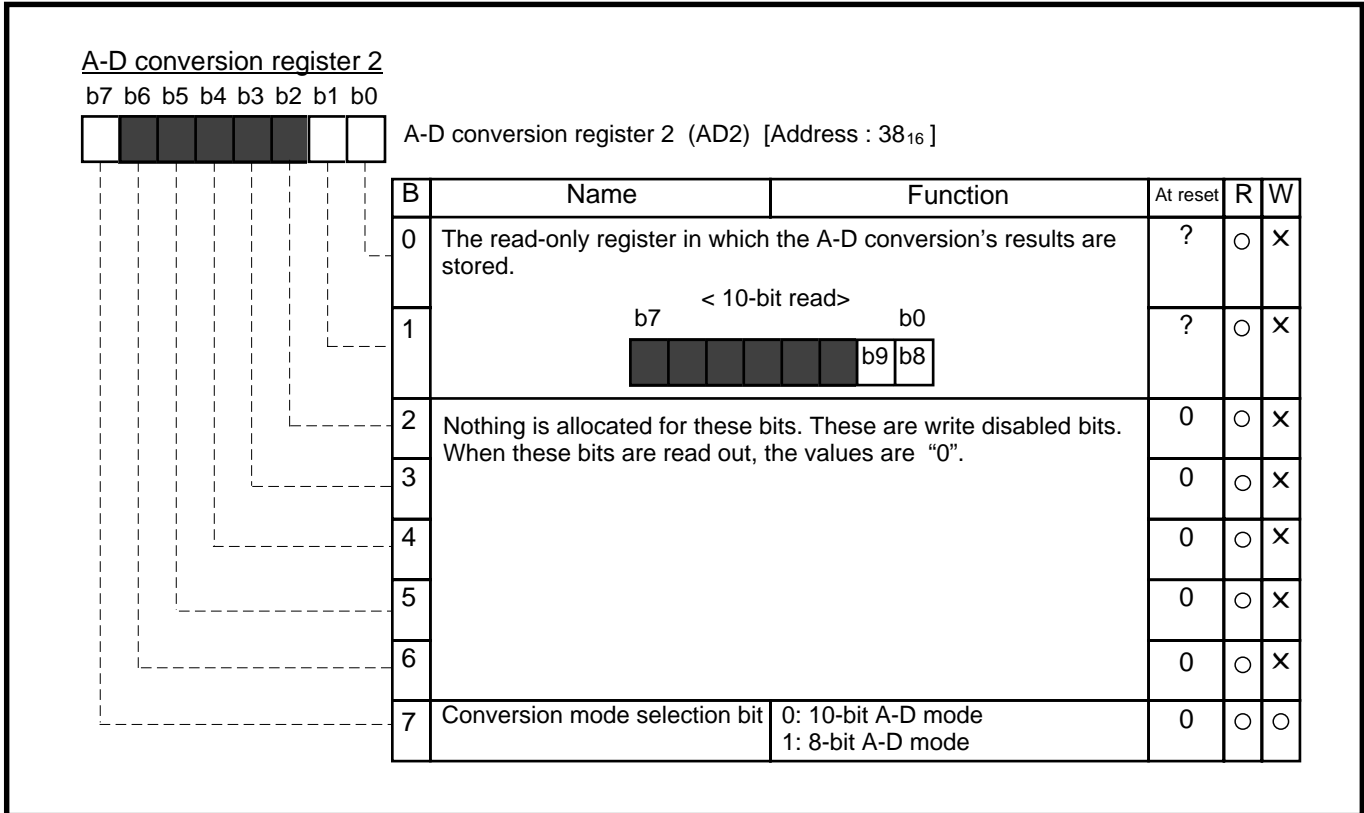 A-D conversion register 2
b7 b6 b5 b4 b3 b2 b1 b0
A-D conversion register 2 (AD2) [Address : 38₁₆ ]
B Name Function At reset R W
0 The read-only register in which the A-D conversion’s results are ? ○ ×
stored.
< 10-bit read>
b7 b0
1 ? ○ ×
b9 b8
2 Nothing is allocated for these bits. These are write disabled bits. 0 ○ ×
When these bits are read out, the values are “0”.
3 0 ○ ×
4 0 ○ ×
5 0 ○ ×
6 0 ○ ×
7 Conversion mode selection bit 0: 10-bit A-D mode 0 ○ ○
1: 8-bit A-D mode